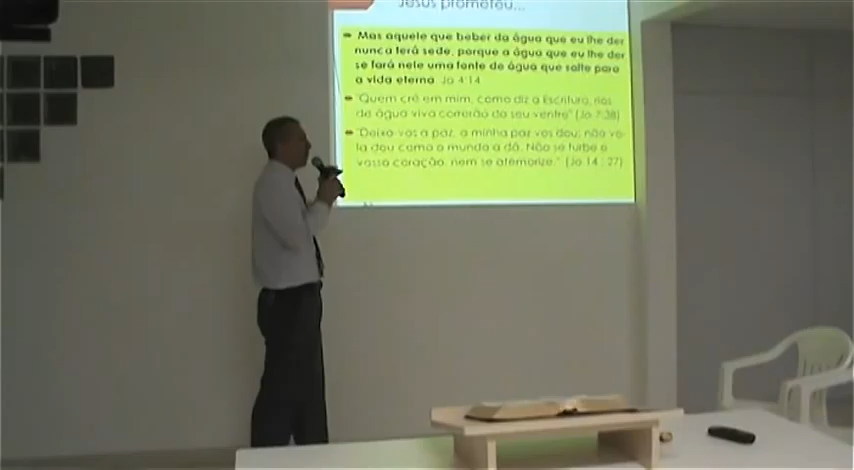 Jesus prometeu...
Mas aquele que beber da água que eu lhe der
nunca terá sede, porque a água que eu lhe der
se fará nele uma fonte de água que salte para
a vida eterna. Jo 4:14
"Quem crê em mim, como diz a Escritura, rios
de água viva correrão do seu ventre" (Jo 7:38)
"Deixo-vos a paz, a minha paz vos dou; não vo-
la dou como o mundo a dá. Não se turbe o
vosso coração, nem se atemorize." (Jo 14: 27)